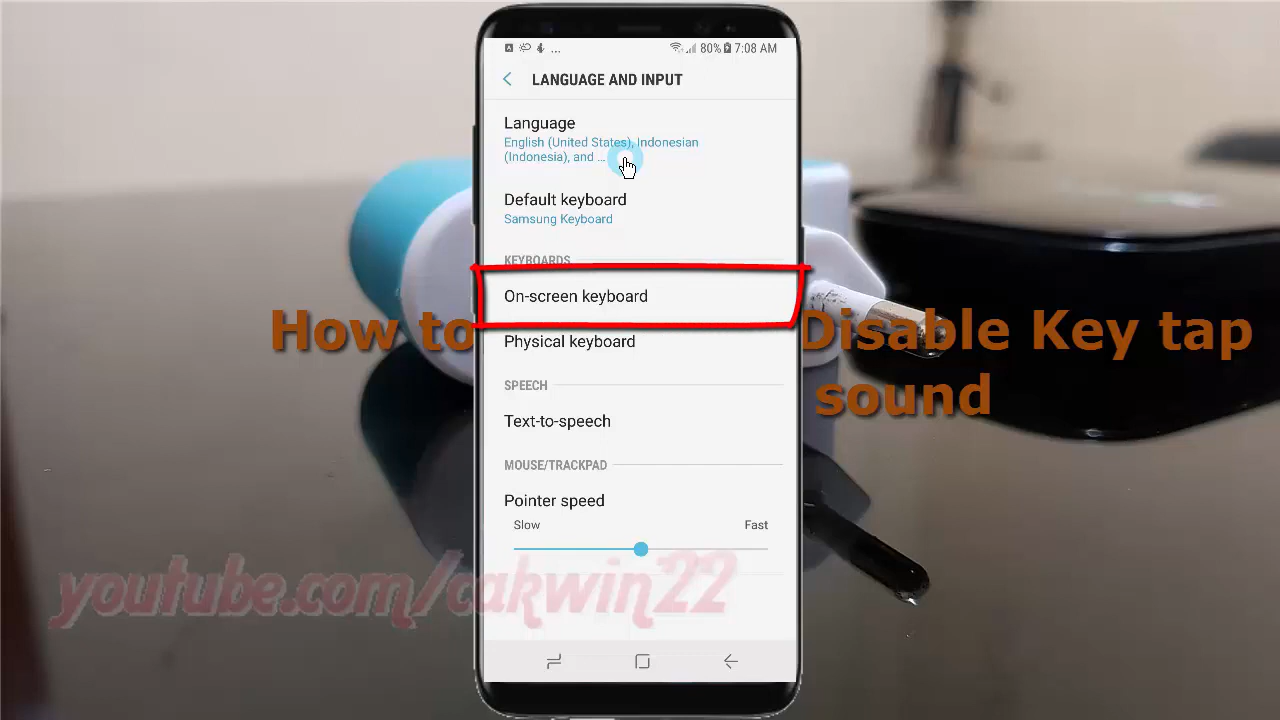 80% 7:08 AM
LANGUAGE AND INPUT
Language
English (United States), Indonesian
(Indonesia), and ...
Default keyboard
Samsung Keyboard
KEYBOARDS
On-screen keyboard
How to Disable Key tap
sound
Physical keyboard
SPEECH
Text-to-speech
MOUSE/TRACKPAD
Pointer speed
Slow Fast
youtube.com/cakwin22